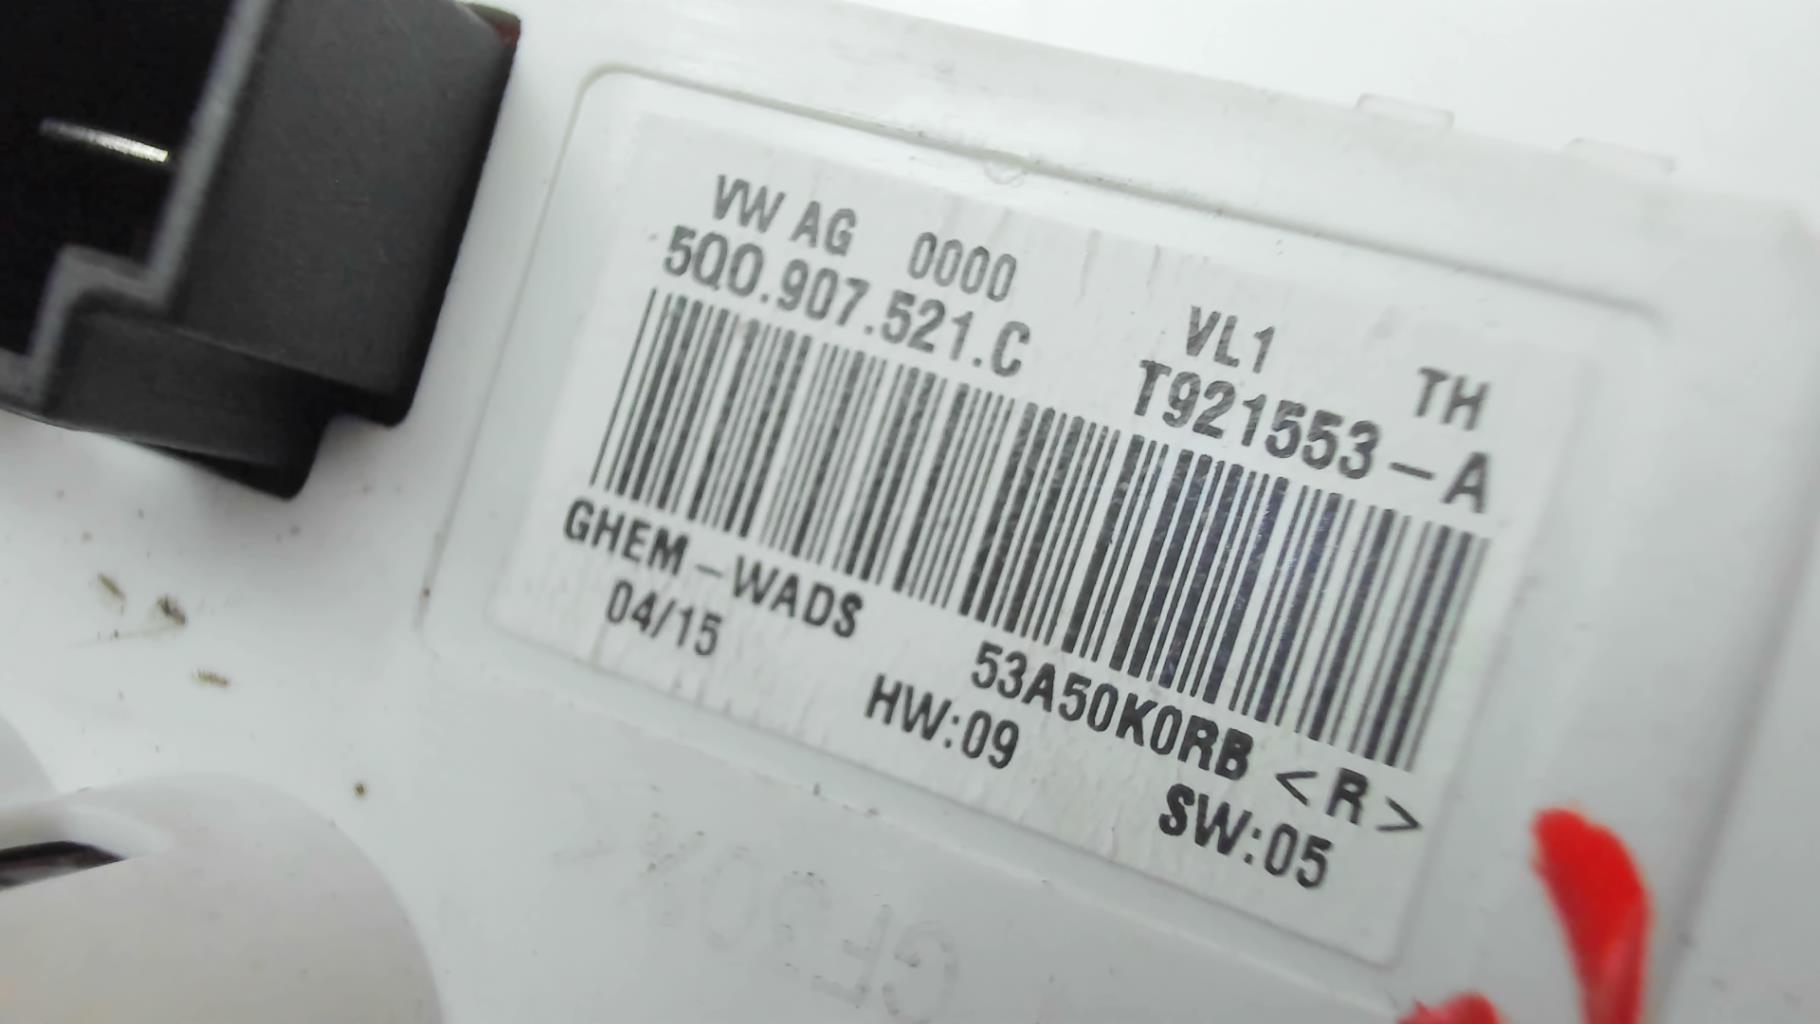 VW AG 0000 VL1 TH
5Q0.907.521.C T921553-A
GHEM-WADS 53A50K0RB <R>
04/15 HW:09 SW:05